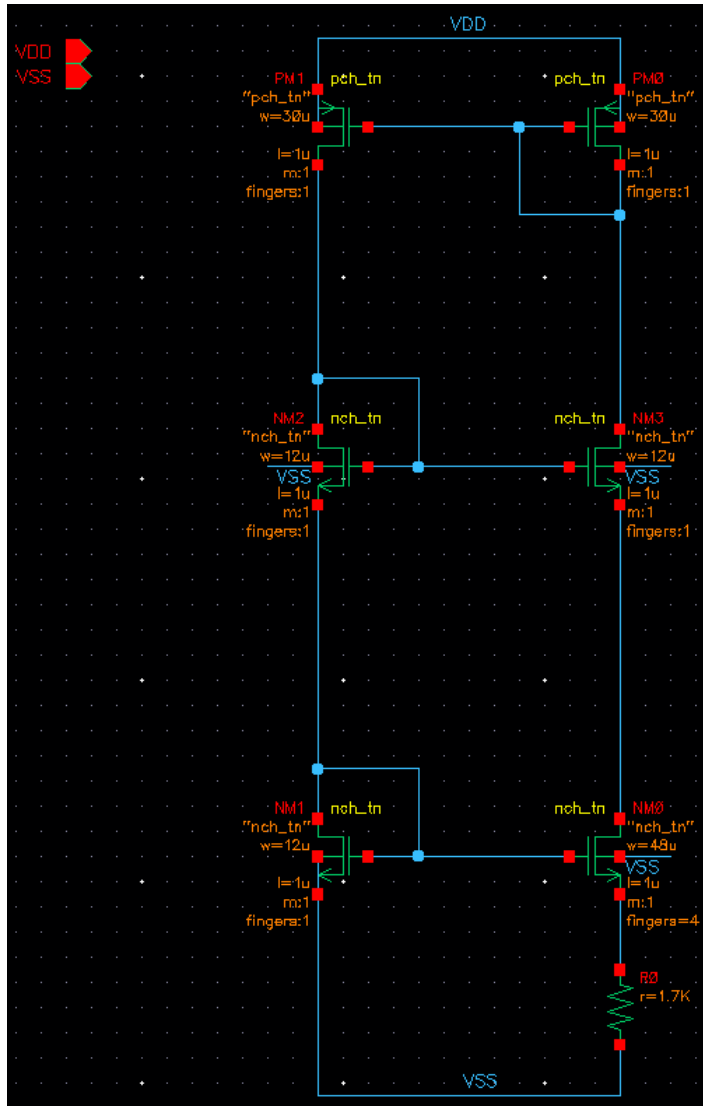 VDD
VDD
VSS
PM1 pch_tn
"pch_tn"
w=30u
l=1u
m:1
fingers:1
pch_tn PM0
"pch_tn"
w=30u
l=1u
m:1
fingers:1
NM2 nch_tn
"nch_tn"
w=12u
VSS
l=1u
m:1
fingers:1
nch_tn NM3
"nch_tn"
w=12u
VSS
l=1u
m:1
fingers:1
NM1 nch_tn
"nch_tn"
w=12u
l=1u
m:1
fingers:1
nch_tn NM0
"nch_tn"
w=48u
VSS
l=1u
m:1
fingers=4
R0
r=1.7K
VSS